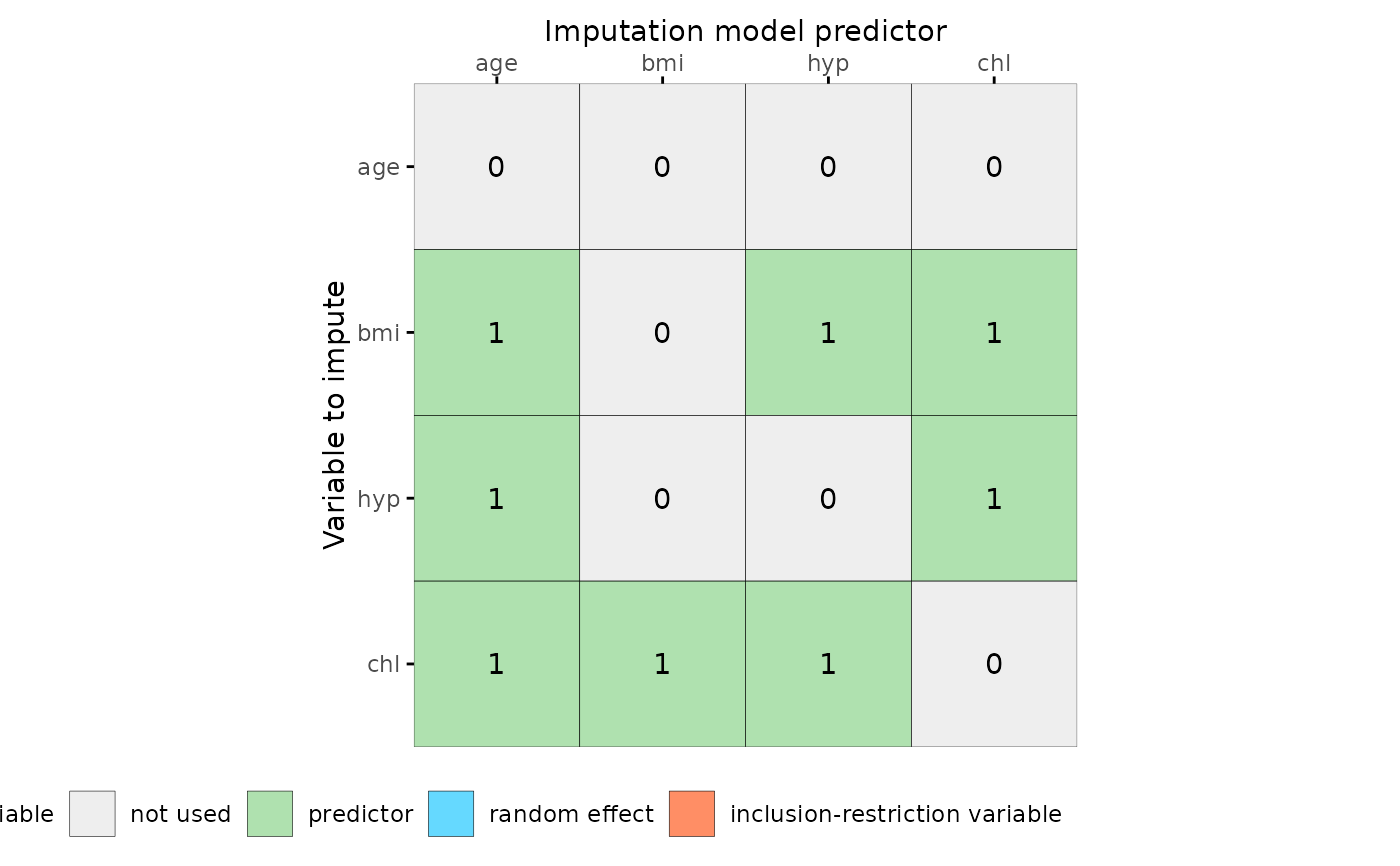 Imputation model predictor
age bmi hyp chl
Variable to impute
age 0 0 0 0
bmi 1 0 1 1
hyp 1 0 0 1
chl 1 1 1 0
iable not used predictor random effect inclusion-restriction variable